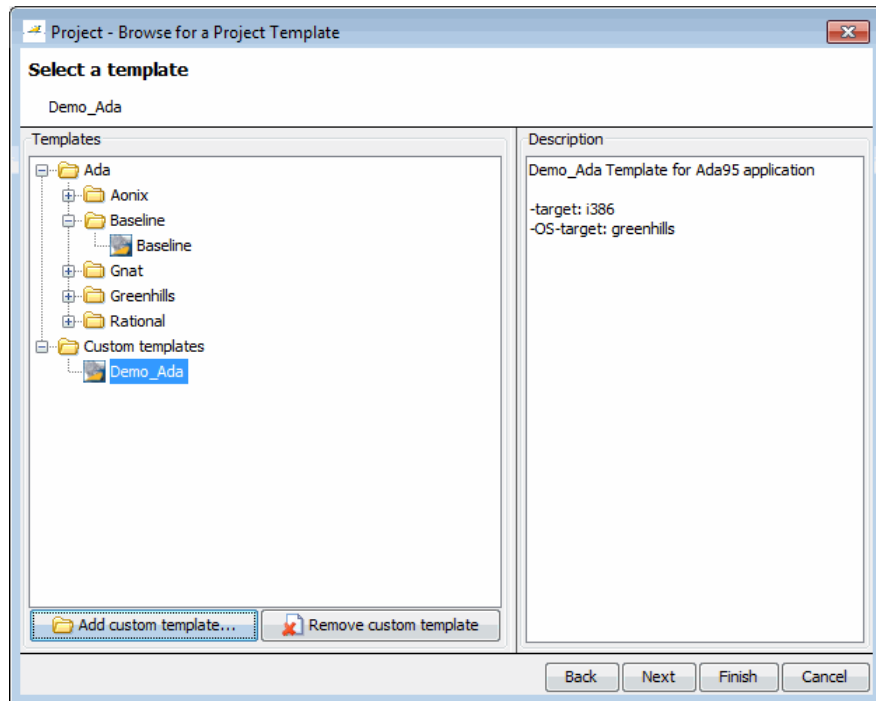 Project - Browse for a Project Template
Select a template
Demo_Ada
Templates
Ada
Aonix
Baseline
Baseline
Gnat
Greenhills
Rational
Custom templates
Demo_Ada
Add custom template...
Remove custom template
Description
Demo_Ada Template for Ada95 application
-target: i386
-OS-target: greenhills
Back
Next
Finish
Cancel